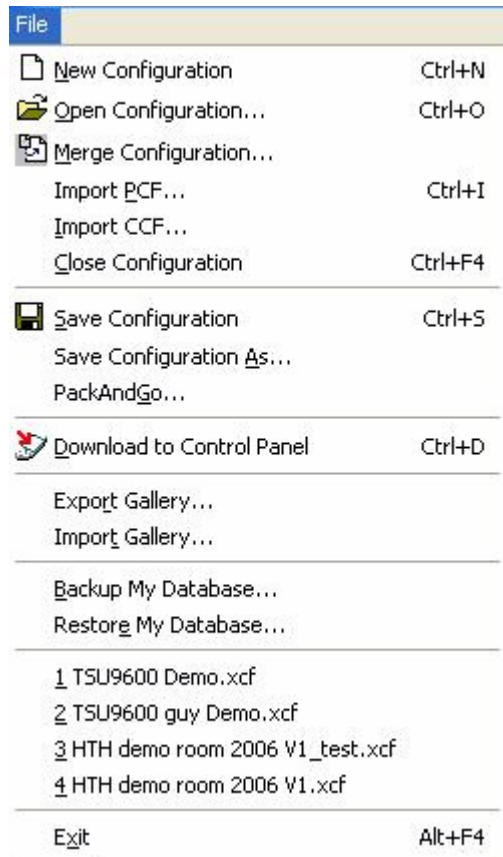 File
New Configuration Ctrl+N
Open Configuration... Ctrl+O
Merge Configuration...
Import PCF... Ctrl+I
Import CCF...
Close Configuration Ctrl+F4
Save Configuration Ctrl+S
Save Configuration As...
PackAndGo...
Download to Control Panel Ctrl+D
Export Gallery...
Import Gallery...
Backup My Database...
Restore My Database...
1 TSU9600 Demo.xcf
2 TSU9600 guy Demo.xcf
3 HTH demo room 2006 V1_test.xcf
4 HTH demo room 2006 V1.xcf
Exit Alt+F4